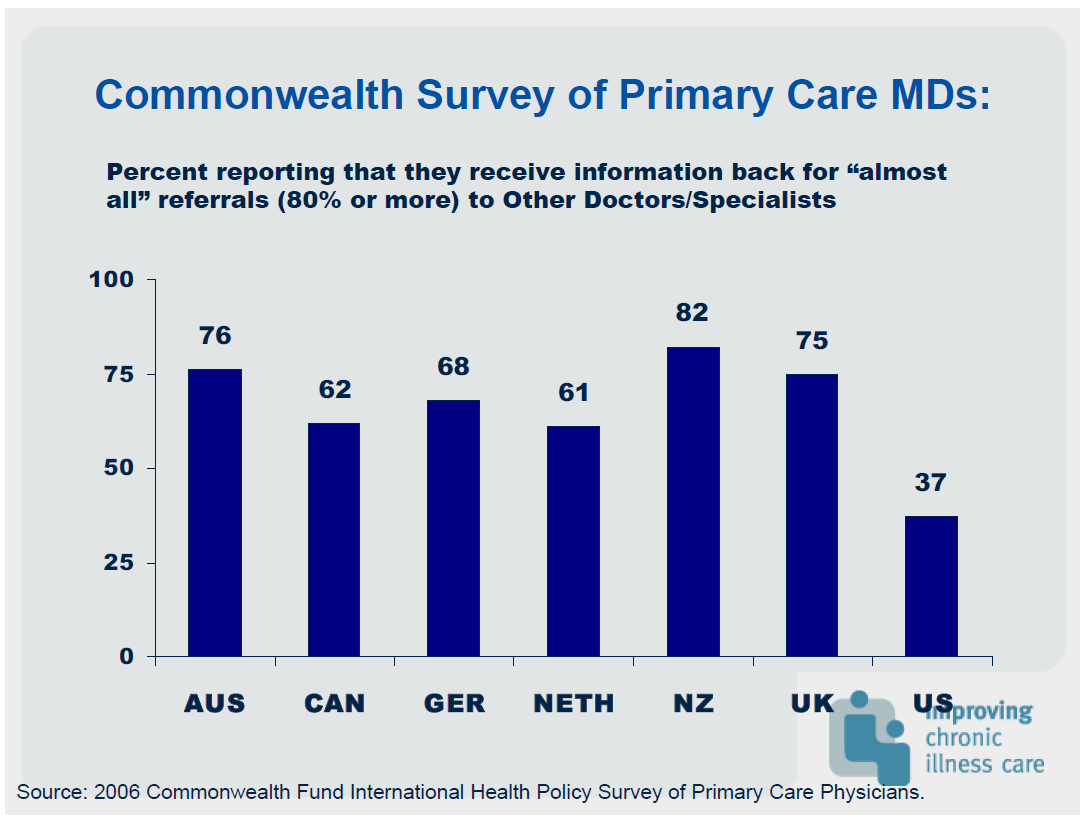 Commonwealth Survey of Primary Care MDs:
Percent reporting that they receive information back for “almost
all” referrals (80% or more) to Other Doctors/Specialists
100
75
50
25
0
76
62
68
61
82
75
37
AUS CAN GER NETH NZ UK US
improving
chronic
illness care
Source: 2006 Commonwealth Fund International Health Policy Survey of Primary Care Physicians.